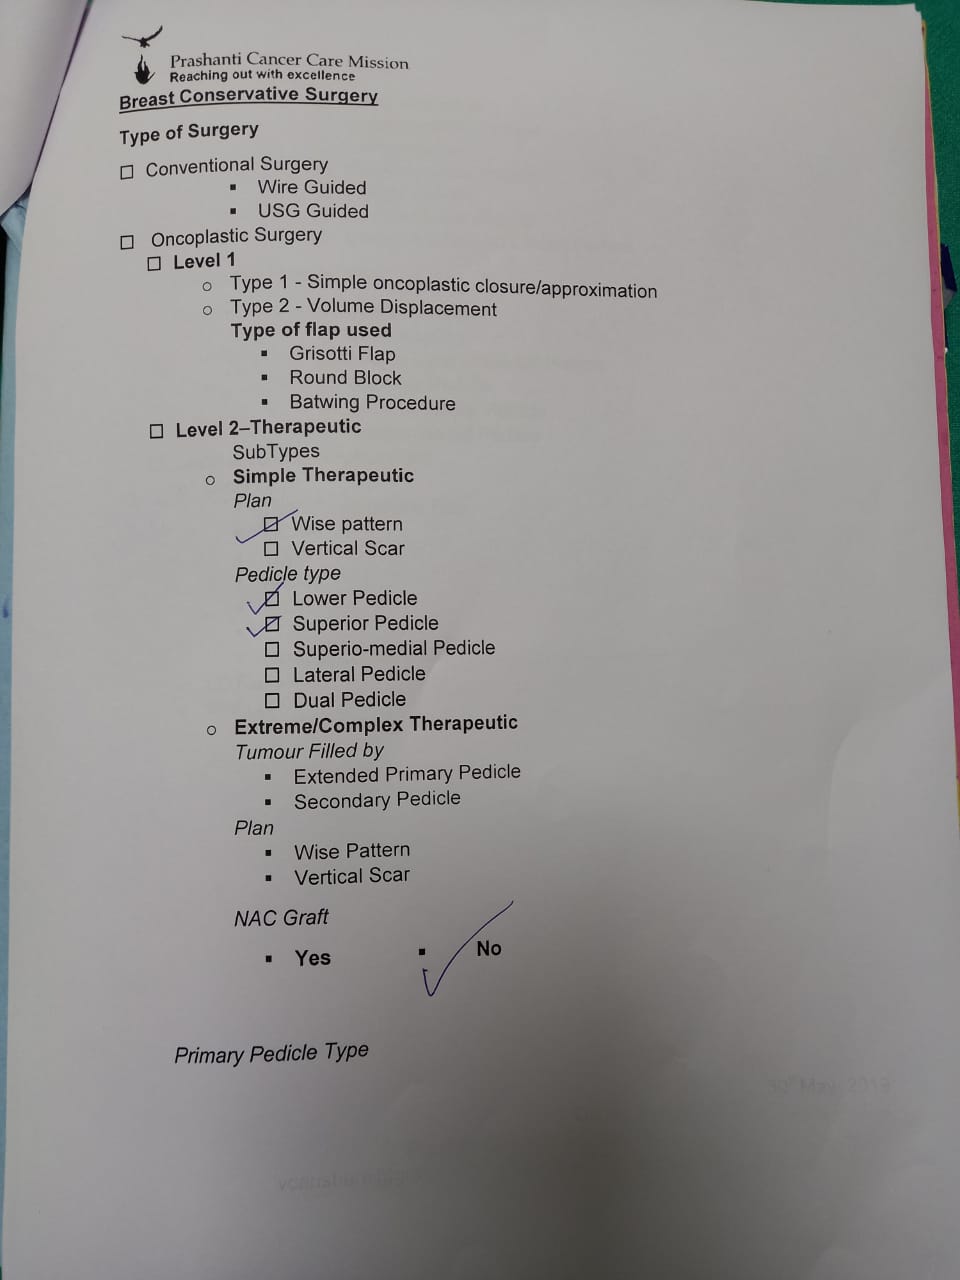 Prashanti Cancer Care Mission
Reaching out with excellence
Breast Conservative Surgery
Type of Surgery
☐ Conventional Surgery
▪ Wire Guided
▪ USG Guided
☐ Oncoplastic Surgery
☐ Level 1
○ Type 1 - Simple oncoplastic closure/approximation
○ Type 2 - Volume Displacement
Type of flap used
▪ Grisotti Flap
▪ Round Block
▪ Batwing Procedure
☐ Level 2–Therapeutic
SubTypes
○ Simple Therapeutic
Plan
☑ Wise pattern
☐ Vertical Scar
Pedicle type
☑ Lower Pedicle
☑ Superior Pedicle
☐ Superio-medial Pedicle
☐ Lateral Pedicle
☐ Dual Pedicle
○ Extreme/Complex Therapeutic
Tumour Filled by
▪ Extended Primary Pedicle
▪ Secondary Pedicle
Plan
▪ Wise Pattern
▪ Vertical Scar
NAC Graft
▪ Yes ▪ ✓ No
Primary Pedicle Type